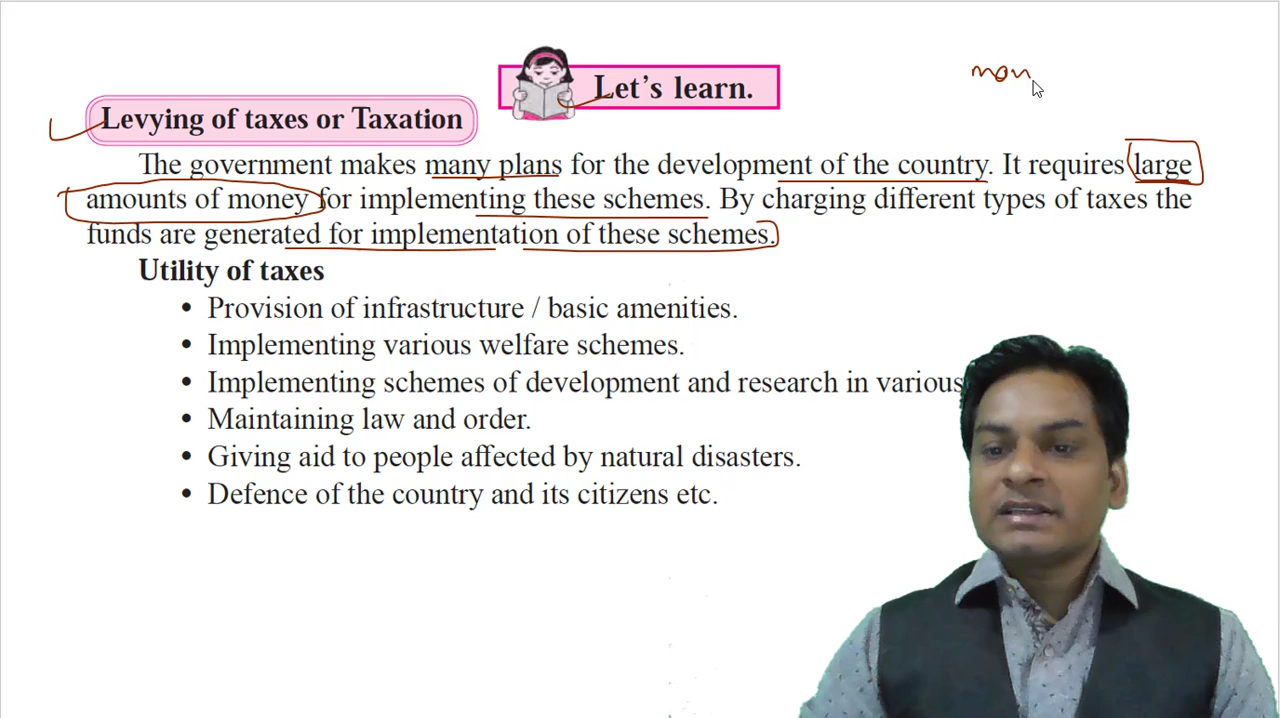 Let's learn.
mon
Levying of taxes or Taxation
The government makes many plans for the development of the country. It requires large
amounts of money for implementing these schemes. By charging different types of taxes the
funds are generated for implementation of these schemes.
Utility of taxes
• Provision of infrastructure / basic amenities.
• Implementing various welfare schemes.
• Implementing schemes of development and research in various
• Maintaining law and order.
• Giving aid to people affected by natural disasters.
• Defence of the country and its citizens etc.